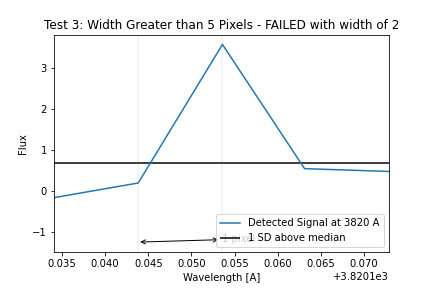 Test 3: Width Greater than 5 Pixels - FAILED with width of 2
Flux
3
2
1
0
−1
Detected Signal at 3820 A
1 SD above median
0.035 0.040 0.045 0.050 0.055 0.060 0.065 0.070
Wavelength [A]
+3.8201e3